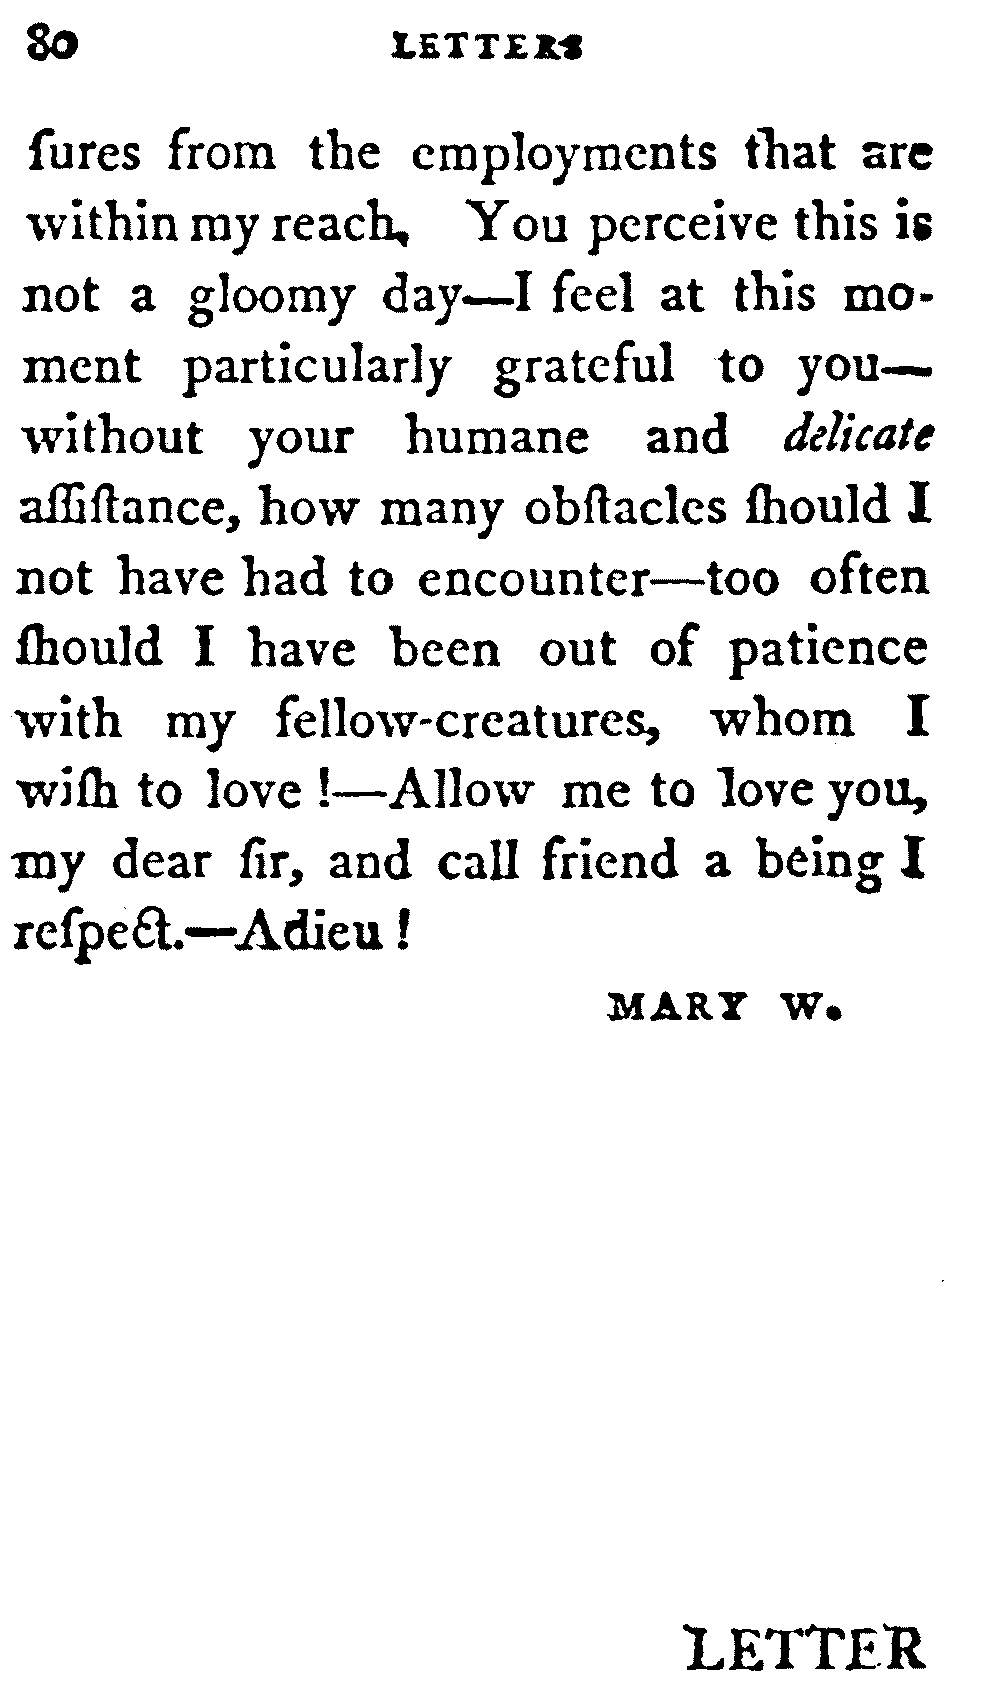 80 LETTERS
ſures from the employments that are
within my reach, You perceive this is
not a gloomy day—I feel at this mo-
ment particularly grateful to you—
without your humane and delicate
aſſiſtance, how many obſtacles ſhould I
not have had to encounter—too often
ſhould I have been out of patience
with my fellow-creatures, whom I
wiſh to love !—Allow me to love you,
my dear ſir, and call friend a being I
reſpect.—Adieu !
MARY W.
LETTER